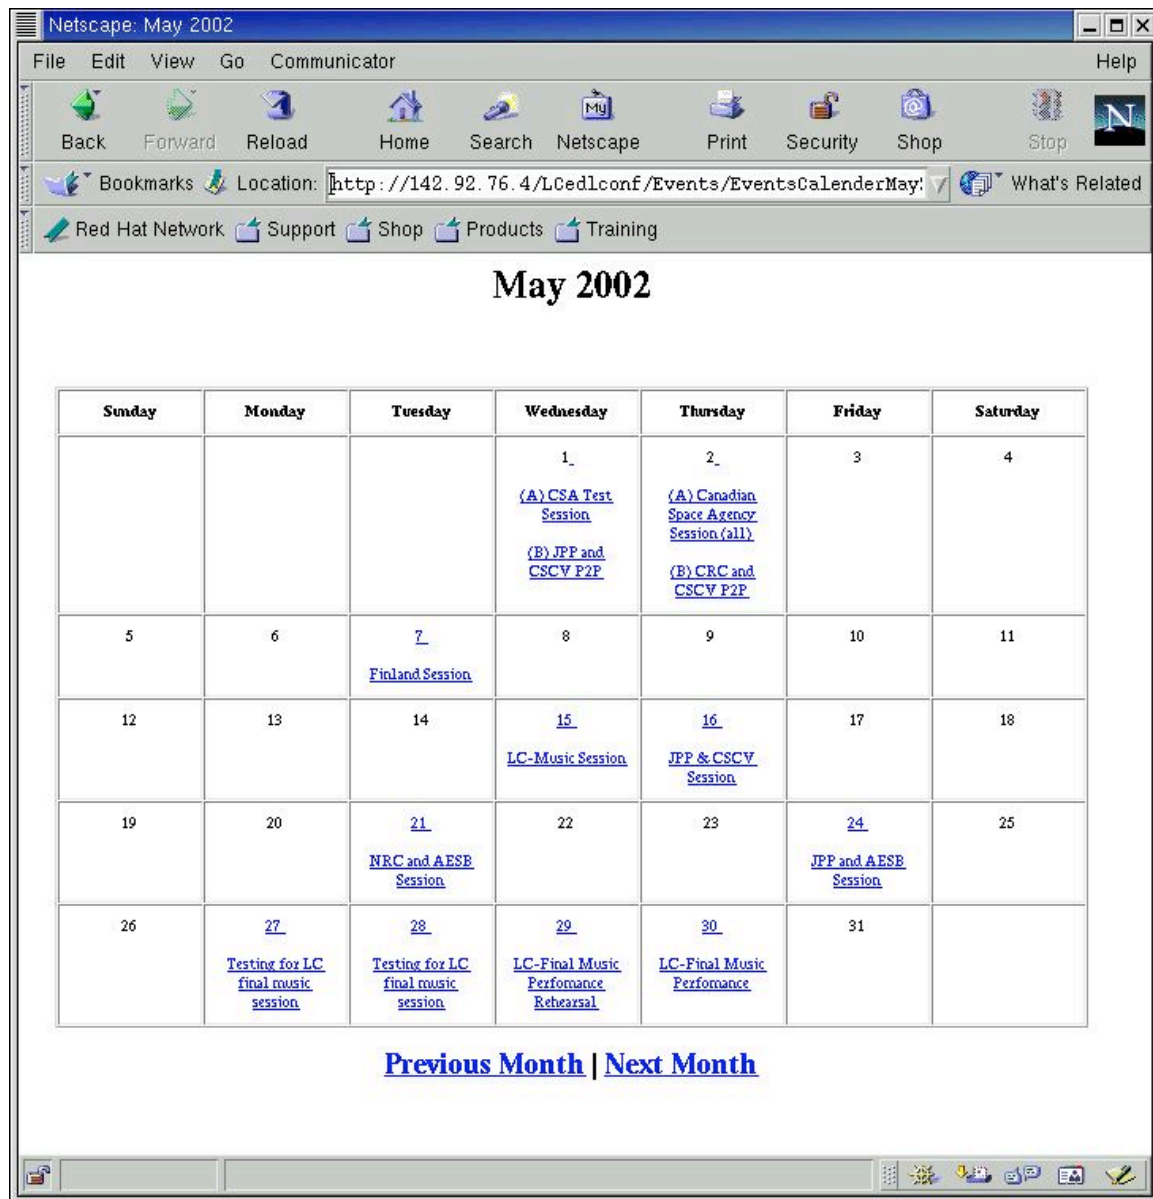 Netscape: May 2002
File Edit View Go Communicator Help
Back Forward Reload Home Search Netscape Print Security Shop Stop
My
N
Bookmarks Location: http://142.92.76.4/LCedlconf/Events/EventsCalenderMay What's Related
Red Hat Network Support Shop Products Training
May 2002
Sunday Monday Tuesday Wednesday Thursday Friday Saturday
1 2 3 4
(A) CSA Test
Session
(B) JPP and
CSCV P2P
(A) Canadian
Space Agency
Session (all)
(B) CRC and
CSCV P2P
5 6 7 8 9 10 11
Finland Session
12 13 14 15 16 17 18
LC-Music Session
JPP & CSCV
Session
19 20 21 22 23 24 25
NRC and AESB
Session
JPP and AESB
Session
26 27 28 29 30 31
Testing for LC
final music
session
Testing for LC
final music
session
LC-Final Music
Perfomance
Rehearsal
LC-Final Music
Perfomance
Previous Month | Next Month